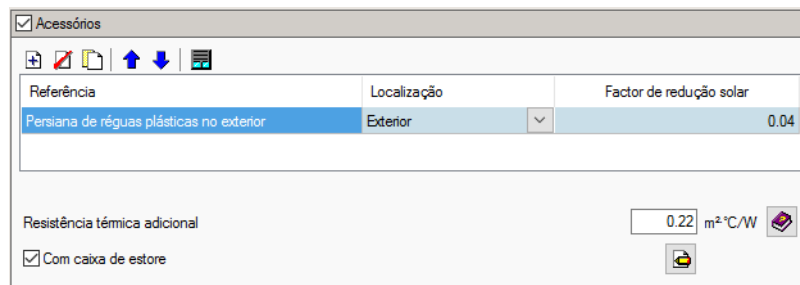 Acessórios
Referência Localização Factor de redução solar
Persiana de réguas plásticas no exterior Exterior 0.04
Resistência térmica adicional 0.22 m²·°C/W
Com caixa de estore